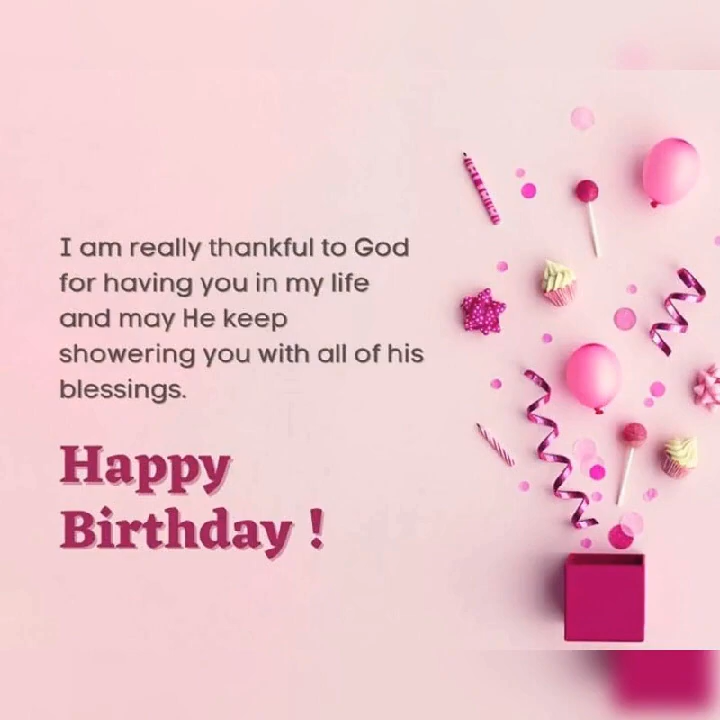 I am really thankful to God
for having you in my life
and may He keep
showering you with all of his
blessings.
Happy
Birthday !